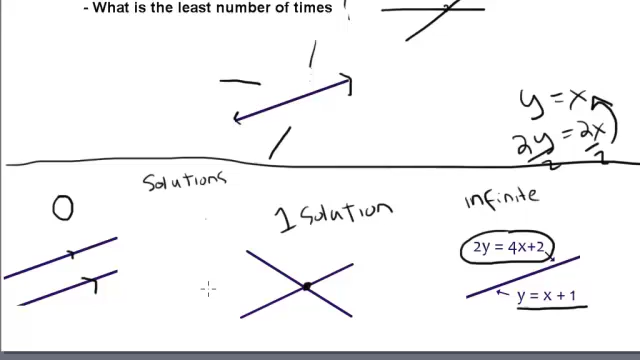 - What is the least number of times
y = x
2y = 2x
2 2
Solutions
0
1 Solution
infinite
2y = 4x+2
y = x + 1